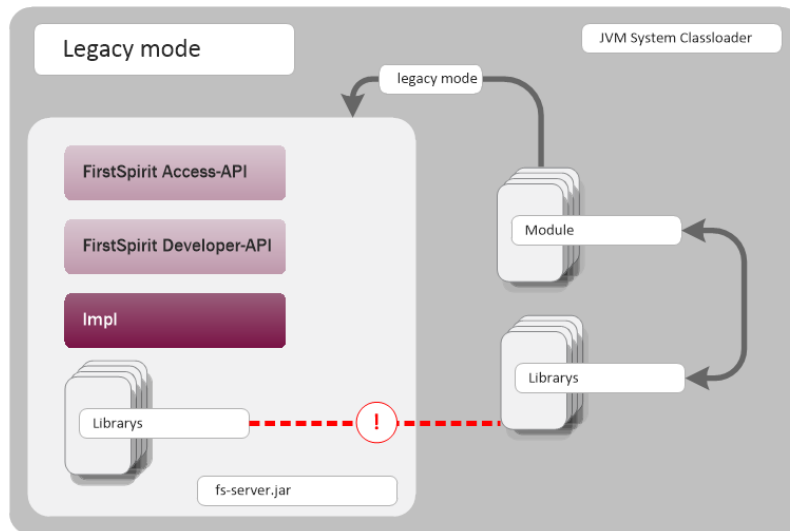 Legacy mode
JVM System Classloader
legacy mode
FirstSpirit Access-API
FirstSpirit Developer-API
Impl
Librarys
fs-server.jar
Module
Librarys
!